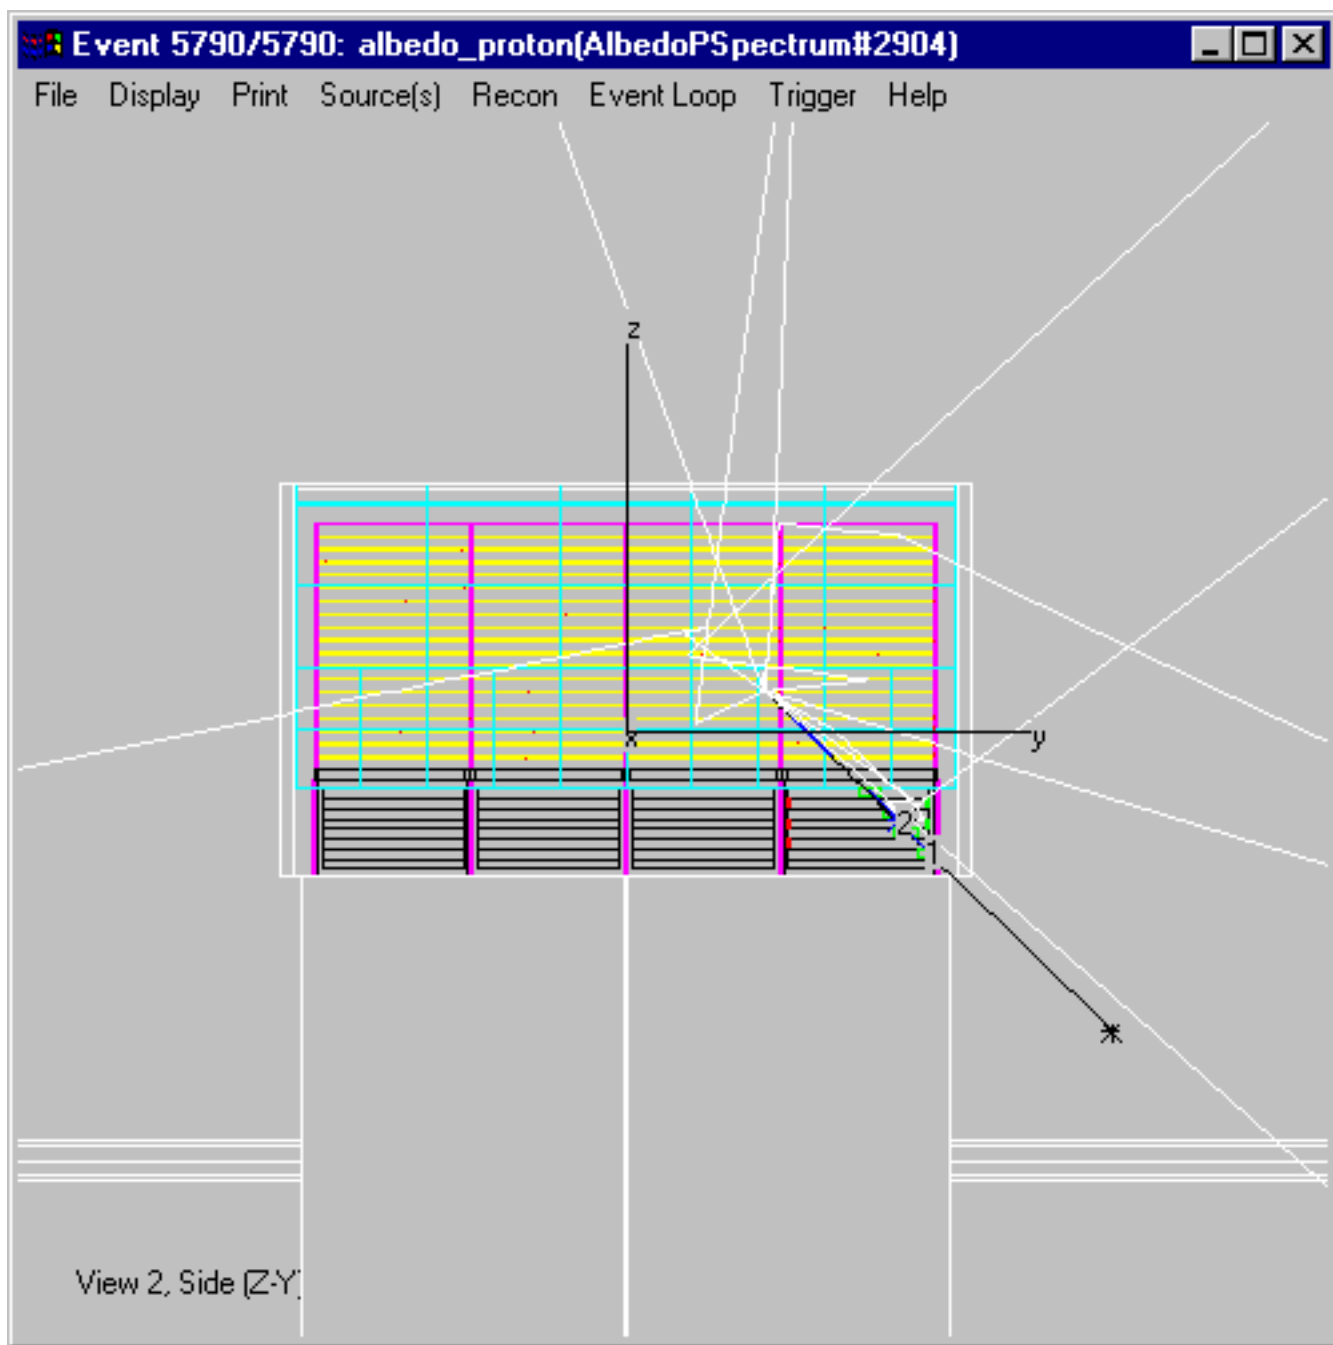 Event 5790/5790: albedo_proton(AlbedoPSpectrum#2904)
File Display Print Source(s) Recon Event Loop Trigger Help
z
x
y
2
1
View 2, Side (Z-Y)